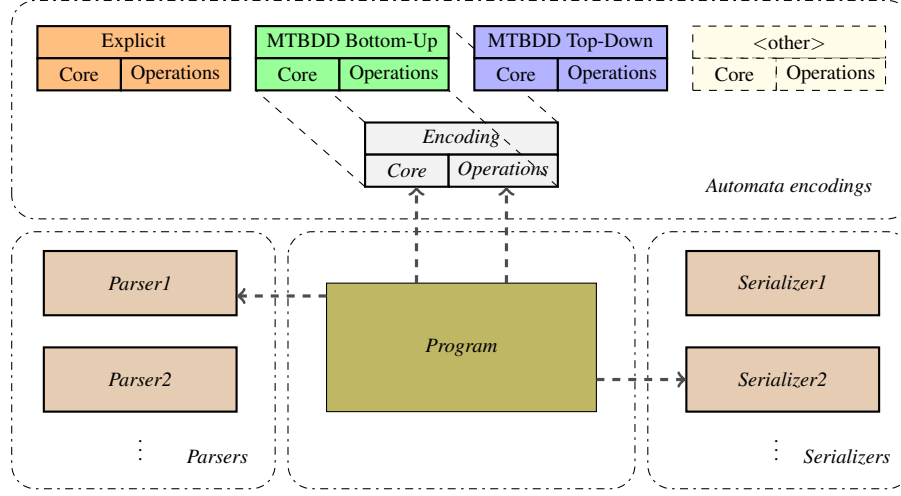 Explicit
Core Operations
MTBDD Bottom-Up
Core Operations
MTBDD Top-Down
Core Operations
<other>
Core Operations
Encoding
Core Operations
Automata encodings
Parser1
Parser2
⋮
Parsers
Program
Serializer1
Serializer2
⋮
Serializers